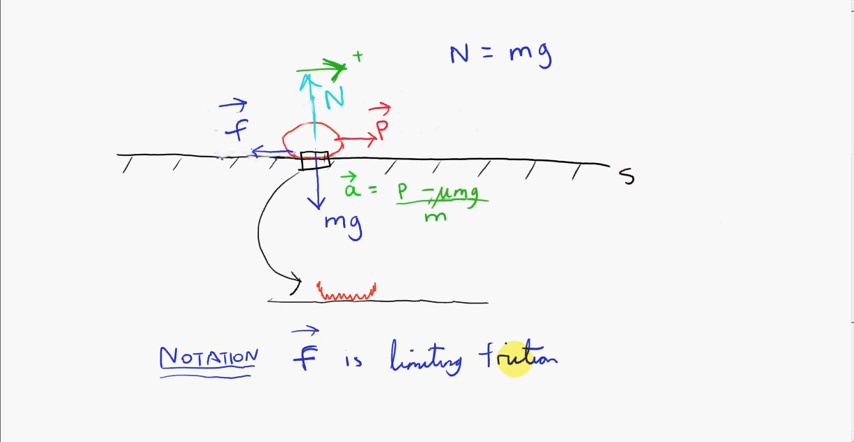 N = mg
+
N
f
P
S
a = P - μmg / m
mg
NOTATION f is limiting friction